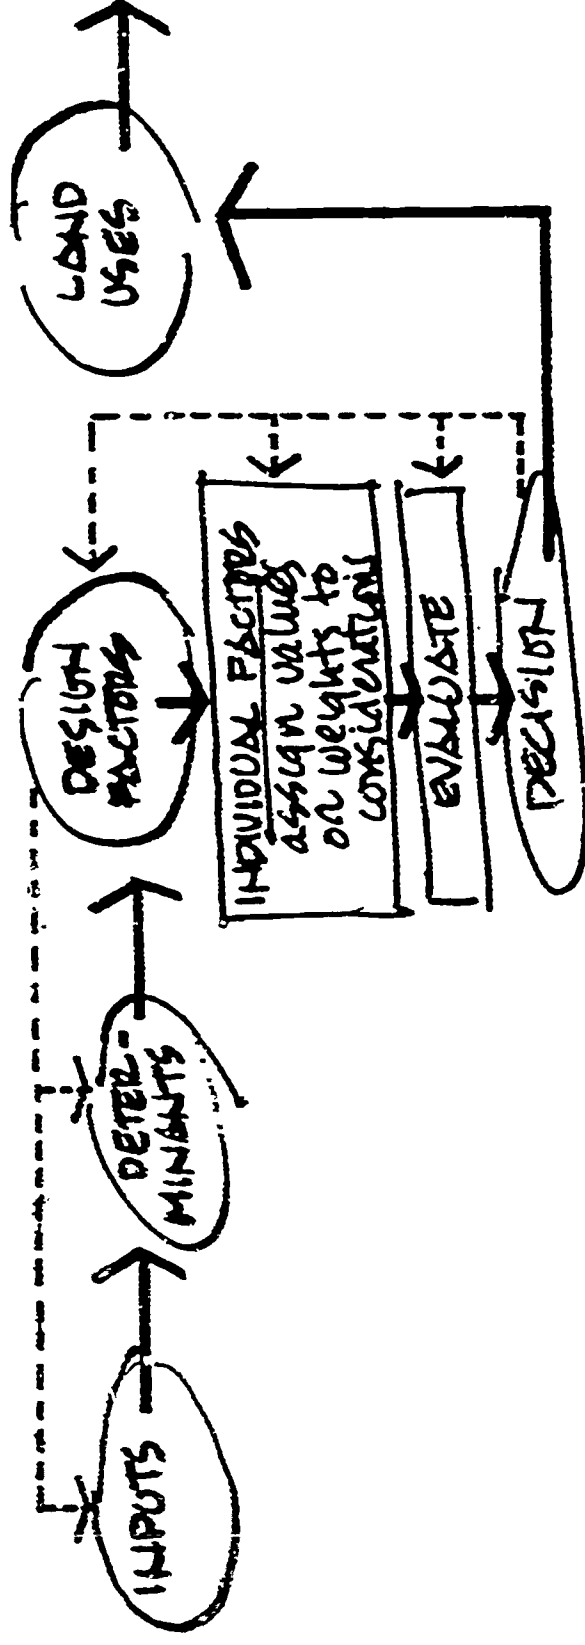 INPUTS
DETER-
MINANTS
DESIGN
FACTORS
INDIVIDUAL FACTORS
assign values
or weights to
considerations
EVALUATE
DECISION
LAND
USES